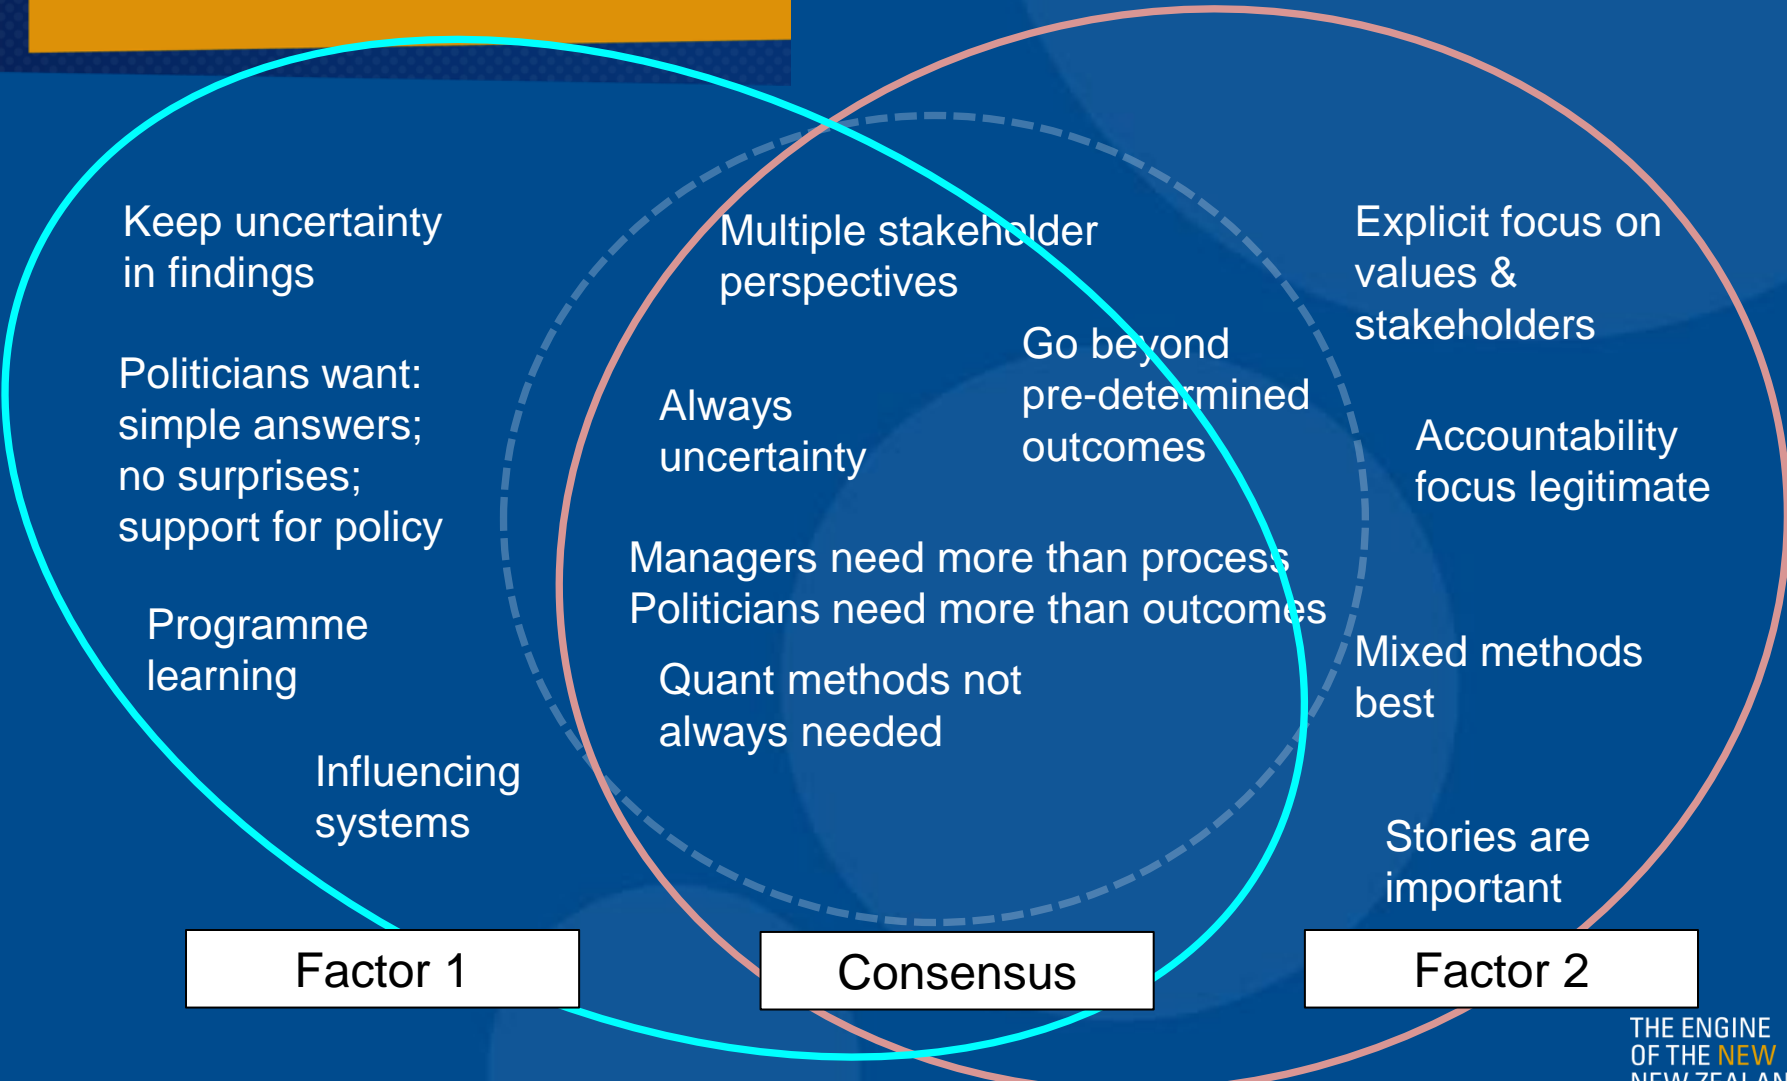 Keep uncertainty
in findings
Politicians want:
simple answers;
no surprises;
support for policy
Programme
learning
Influencing
systems
Multiple stakeholder
perspectives
Go beyond
pre-determined
outcomes
Always
uncertainty
Managers need more than process
Politicians need more than outcomes
Quant methods not
always needed
Explicit focus on
values &
stakeholders
Accountability
focus legitimate
Mixed methods
best
Stories are
important
Factor 1
Consensus
Factor 2
THE ENGINE
OF THE NEW
NEW ZEALAN